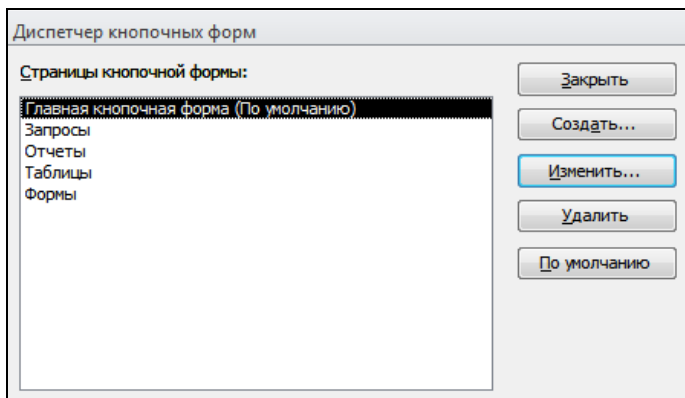 Диспетчер кнопочных форм
Страницы кнопочной формы:
Главная кнопочная форма (По умолчанию)
Запросы
Отчеты
Таблицы
Формы
Закрыть
Создать...
Изменить...
Удалить
По умолчанию